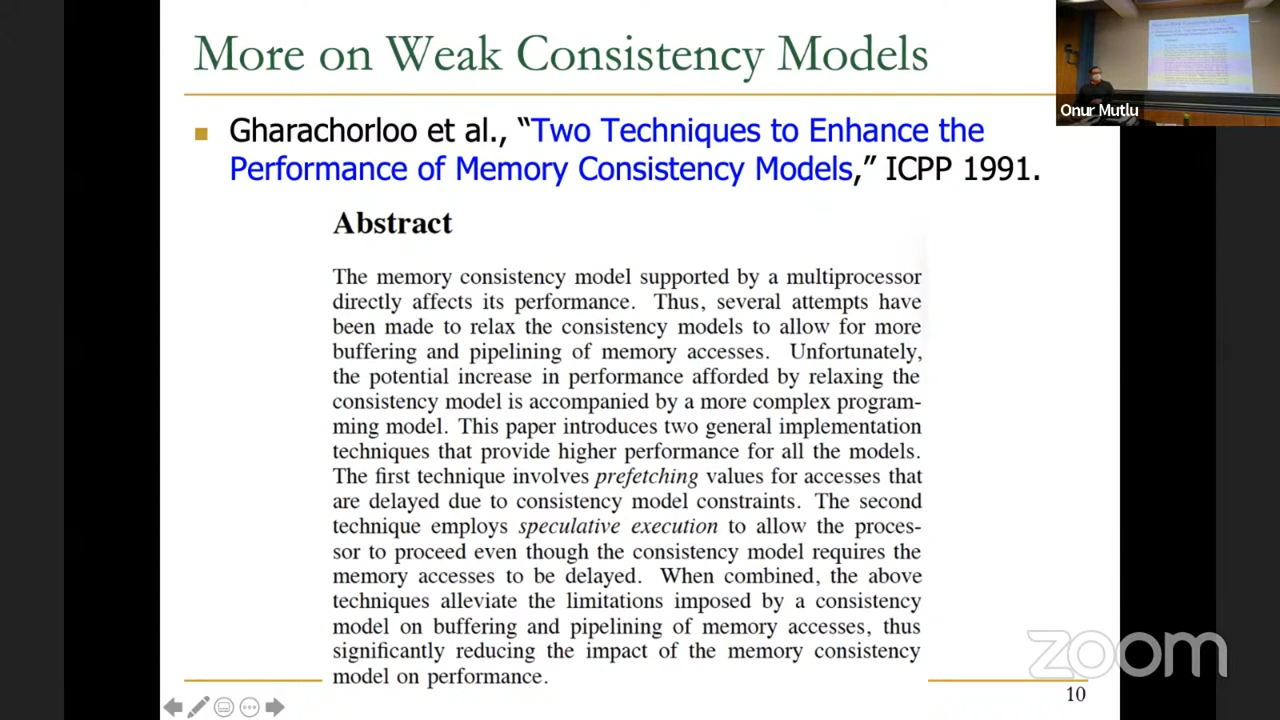 More on Weak Consistency Models
Onur Mutlu
Gharachorloo et al., “Two Techniques to Enhance the
Performance of Memory Consistency Models,” ICPP 1991.
Abstract
The memory consistency model supported by a multiprocessor
directly affects its performance. Thus, several attempts have
been made to relax the consistency models to allow for more
buffering and pipelining of memory accesses. Unfortunately,
the potential increase in performance afforded by relaxing the
consistency model is accompanied by a more complex program-
ming model. This paper introduces two general implementation
techniques that provide higher performance for all the models.
The first technique involves prefetching values for accesses that
are delayed due to consistency model constraints. The second
technique employs speculative execution to allow the proces-
sor to proceed even though the consistency model requires the
memory accesses to be delayed. When combined, the above
techniques alleviate the limitations imposed by a consistency
model on buffering and pipelining of memory accesses, thus
significantly reducing the impact of the memory consistency
model on performance.
zoom
10